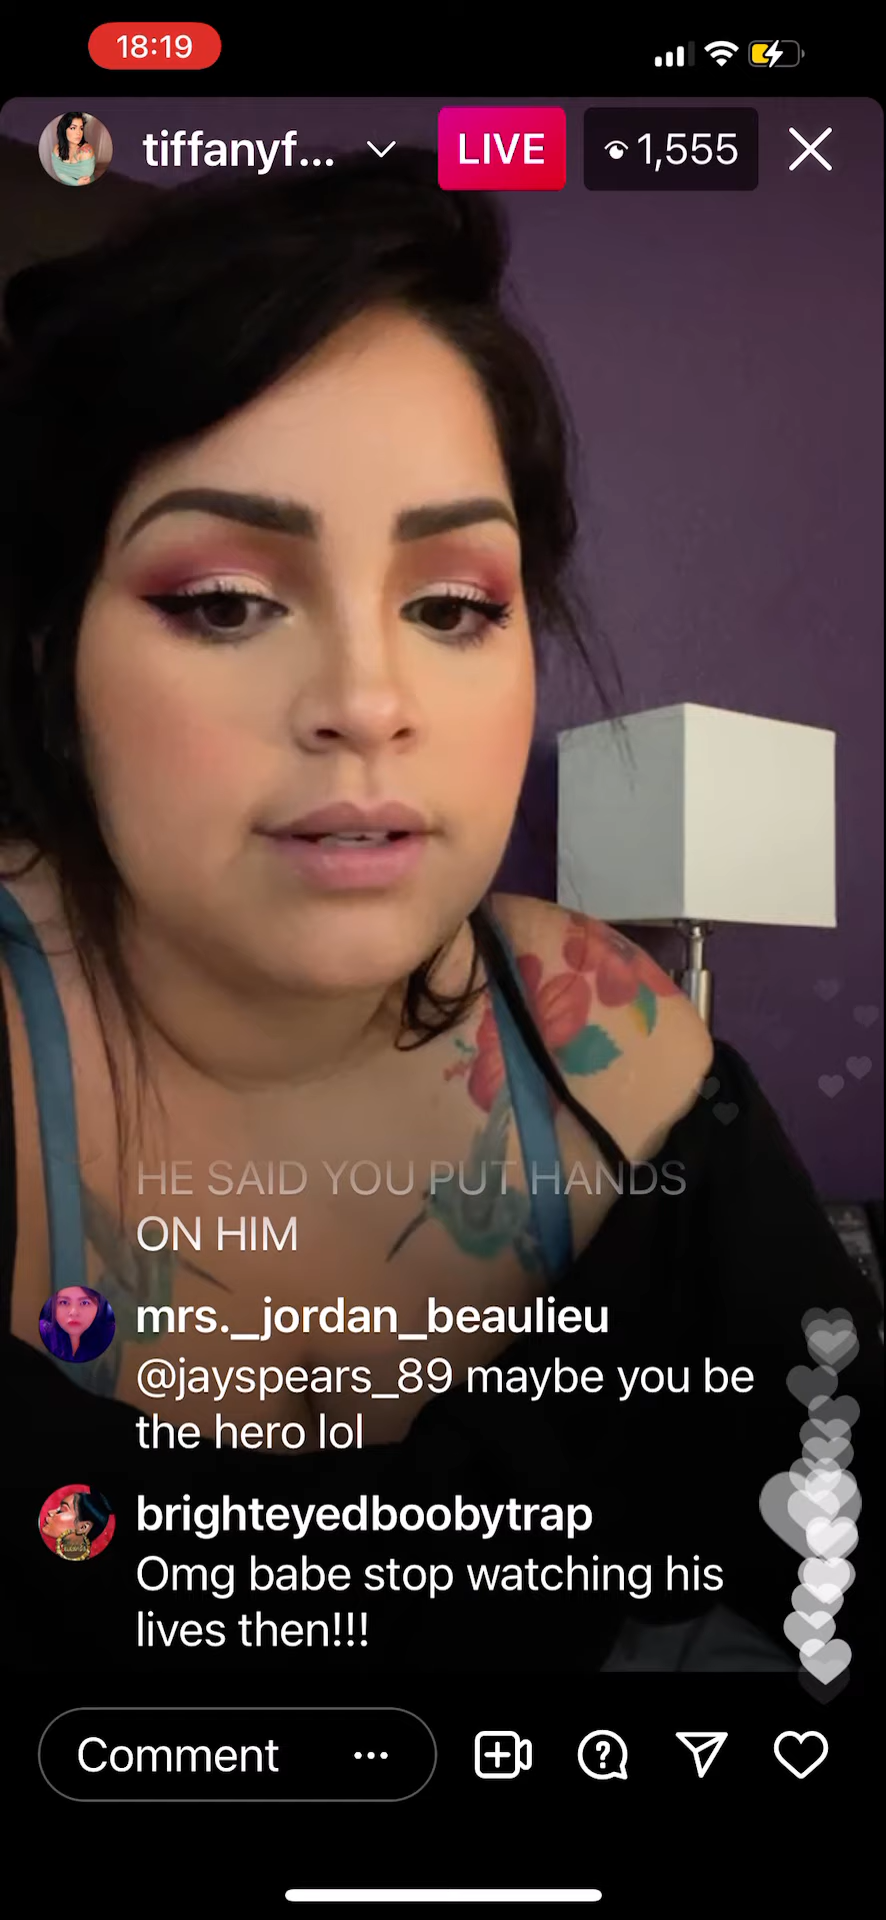 18:19
tiffanyf...
LIVE
1,555
HE SAID YOU PUT HANDS
ON HIM
mrs._jordan_beaulieu
@jayspears_89 maybe you be
the hero lol
brighteyedboobytrap
Omg babe stop watching his
lives then!!!
Comment